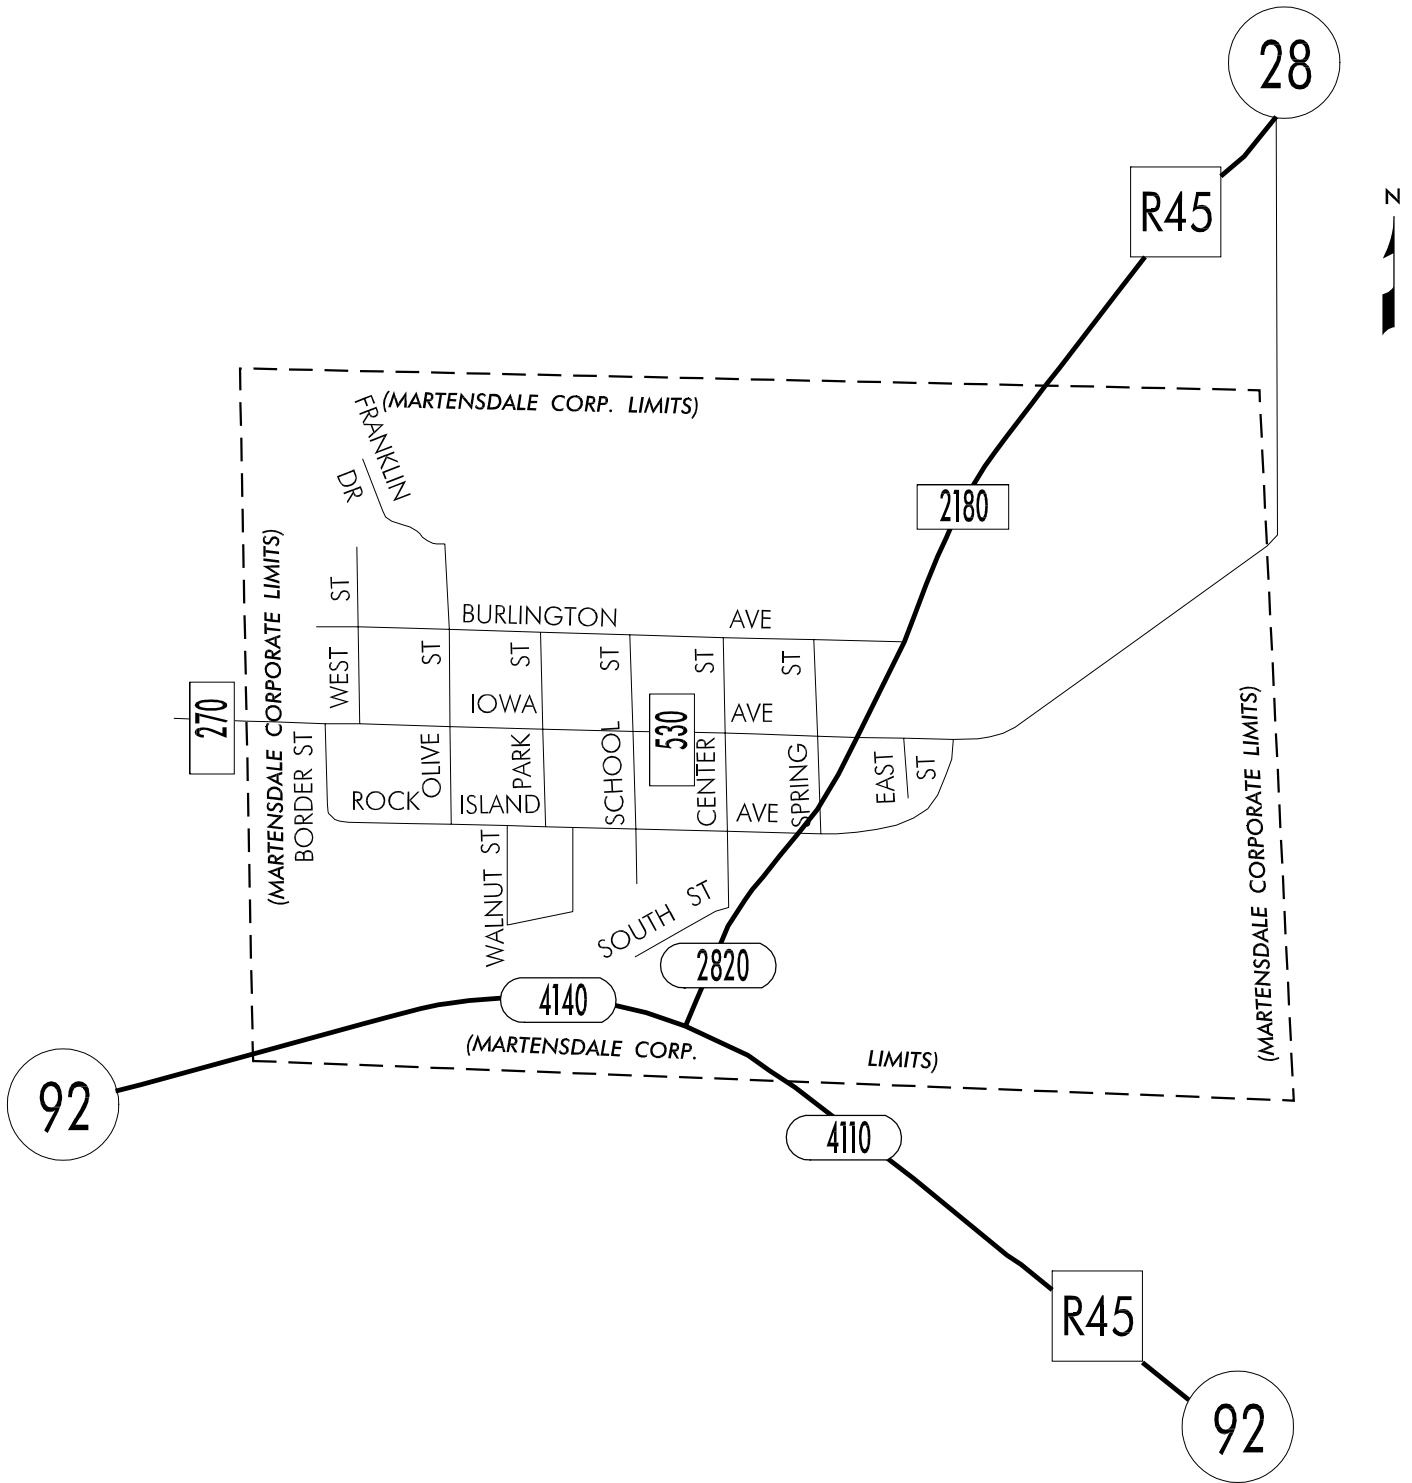 28
R45
N
(MARTENSDALE CORP. LIMITS)
FRANKLIN
DR
2180
(MARTENSDALE CORPORATE LIMITS)
BURLINGTON AVE
WEST ST
OLIVE ST
PARK ST
SCHOOL ST
CENTER ST
SPRING ST
270
IOWA AVE
530
BORDER ST
EAST ST
ROCK ISLAND AVE
(MARTENSDALE CORPORATE LIMITS)
WALNUT ST
SOUTH ST
2820
4140
(MARTENSDALE CORP. LIMITS)
92
4110
R45
92